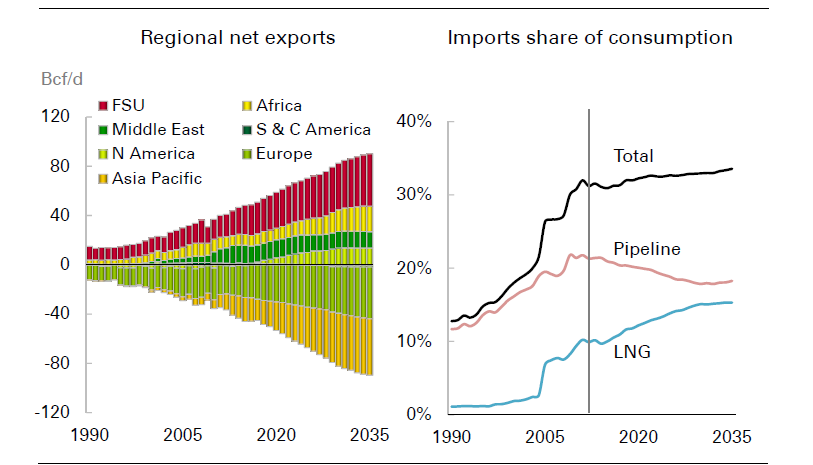 Regional net exports
Bcf/d
FSU
Africa
Middle East
S & C America
N America
Europe
Asia Pacific
120
80
40
0
-40
-80
-120
1990
2005
2020
2035
Imports share of consumption
40%
30%
20%
10%
0%
Total
Pipeline
LNG
1990
2005
2020
2035